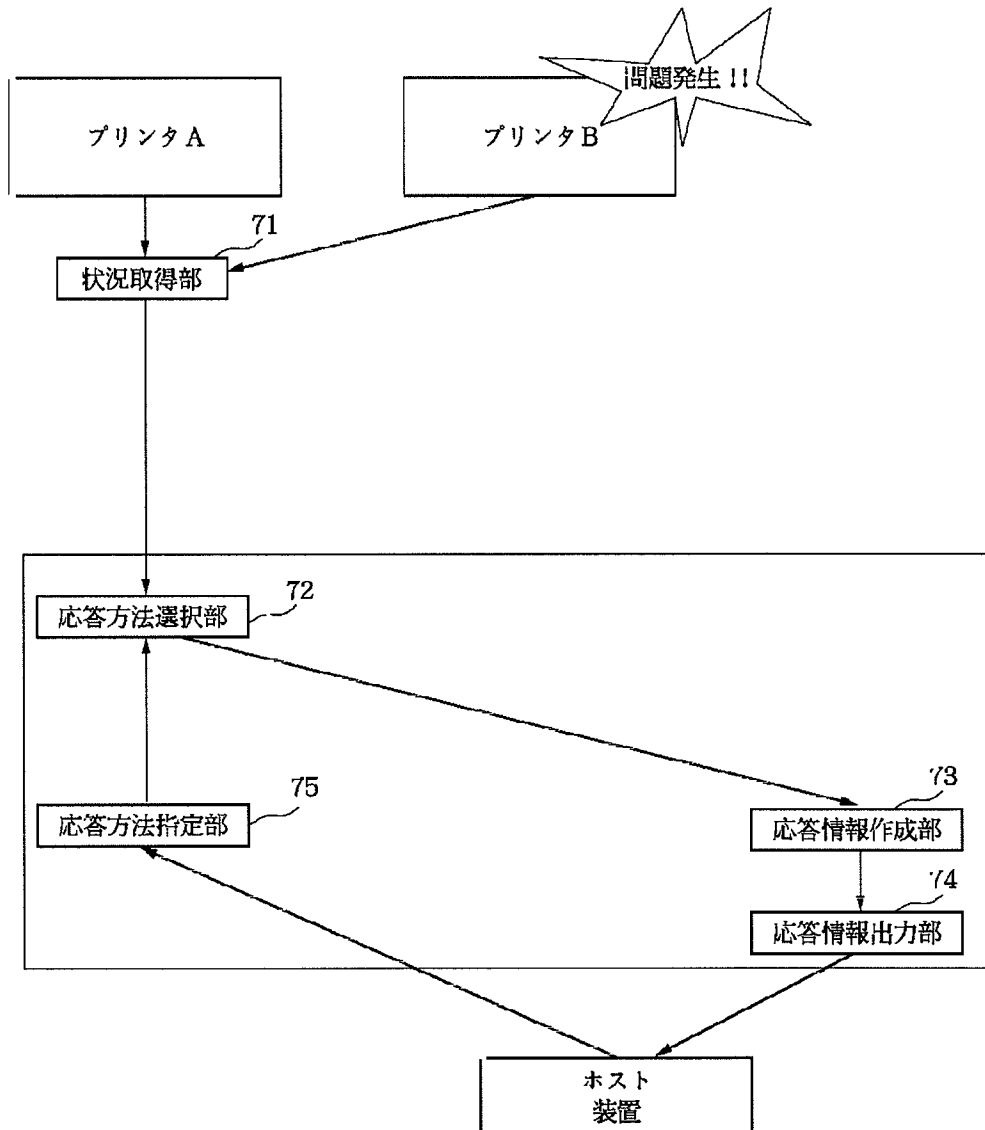 問題発生!!
プリンタA
プリンタB
71
状況取得部
72
応答方法選択部
75
応答方法指定部
73
応答情報作成部
74
応答情報出力部
ホスト
装置